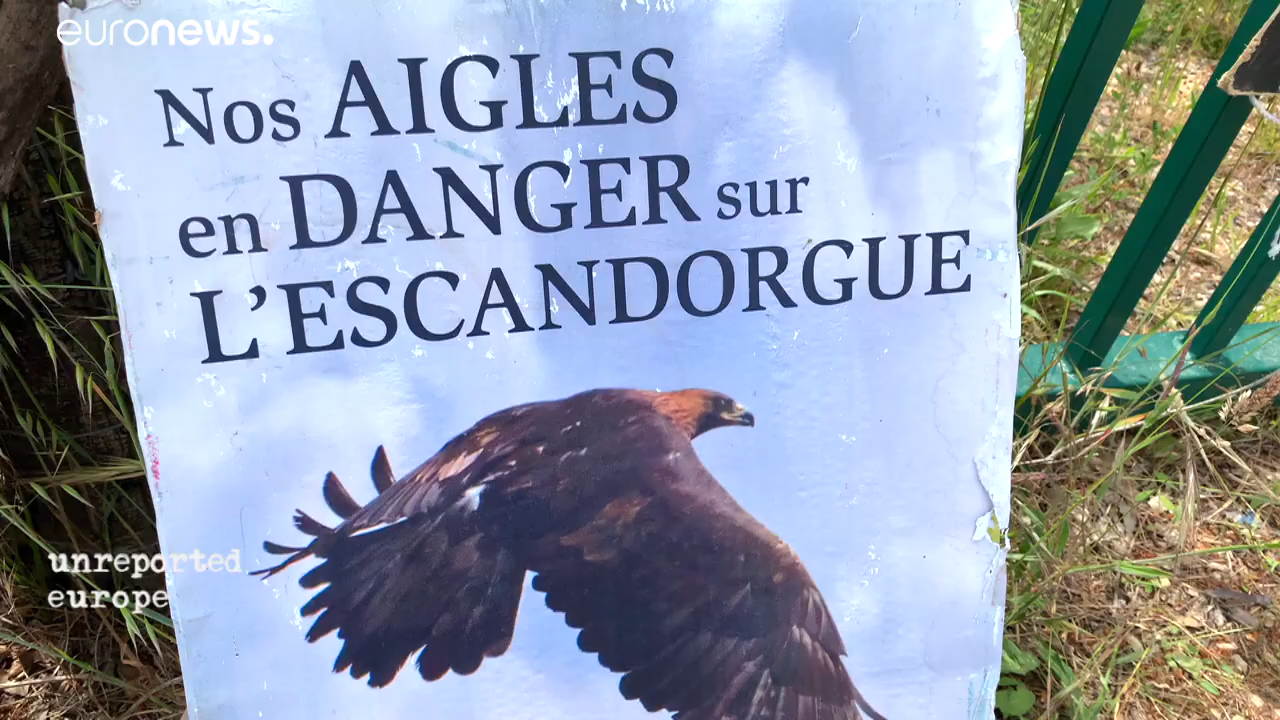 euronews.
Nos AIGLES
en DANGER sur
L'ESCANDORGUE
unreported
europe